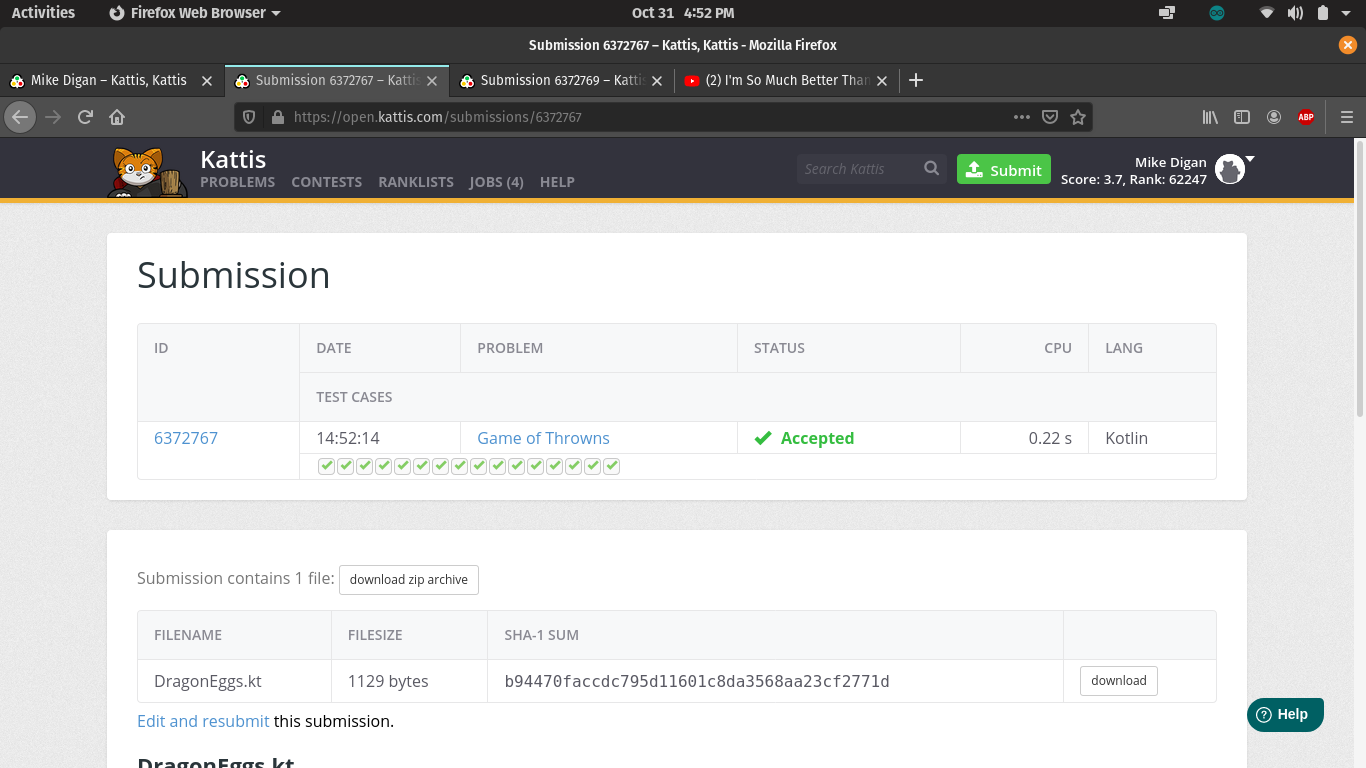 Activities Firefox Web Browser Oct 31 4:52 PM
Submission 6372767 – Kattis, Kattis - Mozilla Firefox
Mike Digan – Kattis, Kattis Submission 6372767 – Kattis Submission 6372769 – Kattis (2) I'm So Much Better Than
https://open.kattis.com/submissions/6372767 ABP
Kattis
PROBLEMS CONTESTS RANKLISTS JOBS (4) HELP
Search Kattis Submit
Mike Digan
Score: 3.7, Rank: 62247
Submission
ID DATE PROBLEM STATUS CPU LANG
TEST CASES
6372767 14:52:14 Game of Throwns Accepted 0.22 s Kotlin
Submission contains 1 file: download zip archive
FILENAME FILESIZE SHA-1 SUM
DragonEggs.kt 1129 bytes b94470faccdc795d11601c8da3568aa23cf2771d download
Edit and resubmit this submission.
Help
DragonEggs.kt